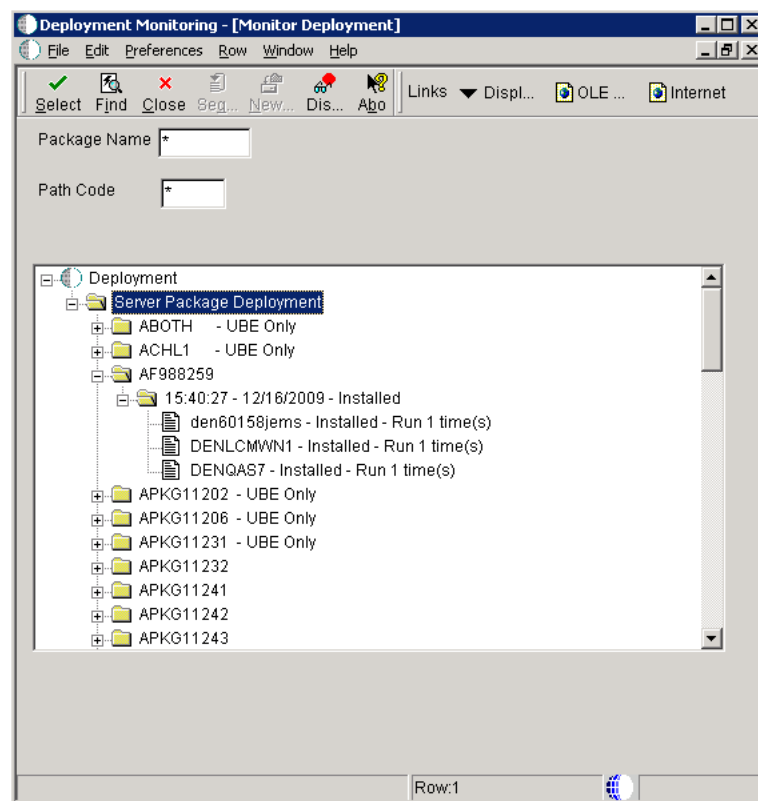 Deployment Monitoring - [Monitor Deployment]
File Edit Preferences Row Window Help
Select Find Close Seq... New... Dis... Abo Links Displ... OLE ... Internet
Package Name *
Path Code *
Deployment
Server Package Deployment
ABOTH - UBE Only
ACHL1 - UBE Only
AF988259
15:40:27 - 12/16/2009 - Installed
den60158jems - Installed - Run 1 time(s)
DENLCMWN1 - Installed - Run 1 time(s)
DENQAS7 - Installed - Run 1 time(s)
APKG11202 - UBE Only
APKG11206 - UBE Only
APKG11231 - UBE Only
APKG11232
APKG11241
APKG11242
APKG11243
Row:1